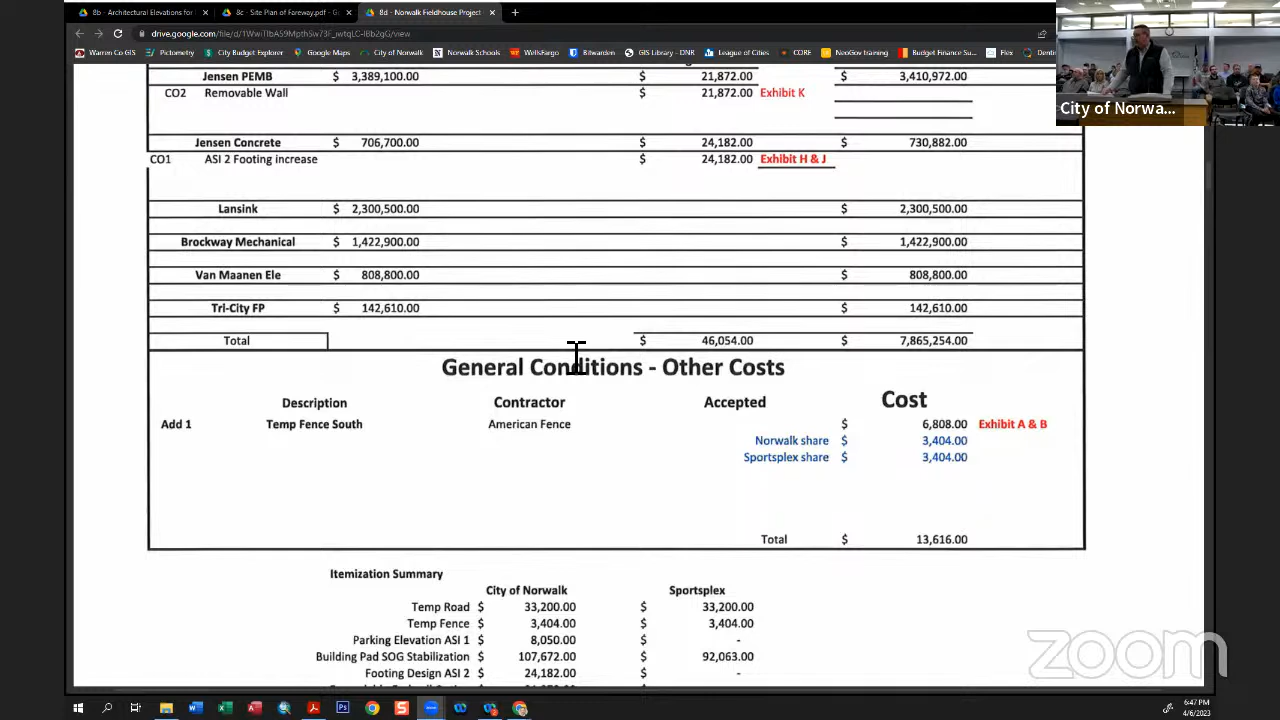 8b - Architectural Elevations for
8c - Site Plan of Fareway.pdf - G
8d - Norwalk Fieldhouse Project
Warren Co GIS Pictometry City Budget Explorer Google Maps City of Norwalk Norwalk Schools WellsFargo Bitwarden GIS Library - DNR League of Cities CORE NeoGov Training Budget Finance Su... Flex
City of Norwa...
Jensen PEMB $ 3,389,100.00 $ 21,872.00 $ 3,410,972.00
CO2 Removable Wall $ 21,872.00 Exhibit K
Jensen Concrete $ 706,700.00 $ 24,182.00 $ 730,882.00
CO1 ASI 2 Footing increase $ 24,182.00 Exhibit H & J
Lansink $ 2,300,500.00 $ 2,300,500.00
Brockway Mechanical $ 1,422,900.00 $ 1,422,900.00
Van Maanen Ele $ 808,800.00 $ 808,800.00
Tri-City FP $ 142,610.00 $ 142,610.00
Total $ 46,054.00 $ 7,865,254.00
General Conditions - Other Costs
Description Contractor Accepted Cost
Add 1 Temp Fence South American Fence $ 6,808.00 Exhibit A & B
Norwalk share $ 3,404.00
Sportsplex share $ 3,404.00
Total $ 13,616.00
Itemization Summary
City of Norwalk Sportsplex
Temp Road $ 33,200.00 $ 33,200.00
Temp Fence $ 3,404.00 $ 3,404.00
Parking Elevation ASI 1 $ 8,050.00 $ -
Building Pad SOG Stabilization $ 107,672.00 $ 92,063.00
Footing Design ASI 2 $ 24,182.00 $ -
zoom
6:47 PM
4/6/2023